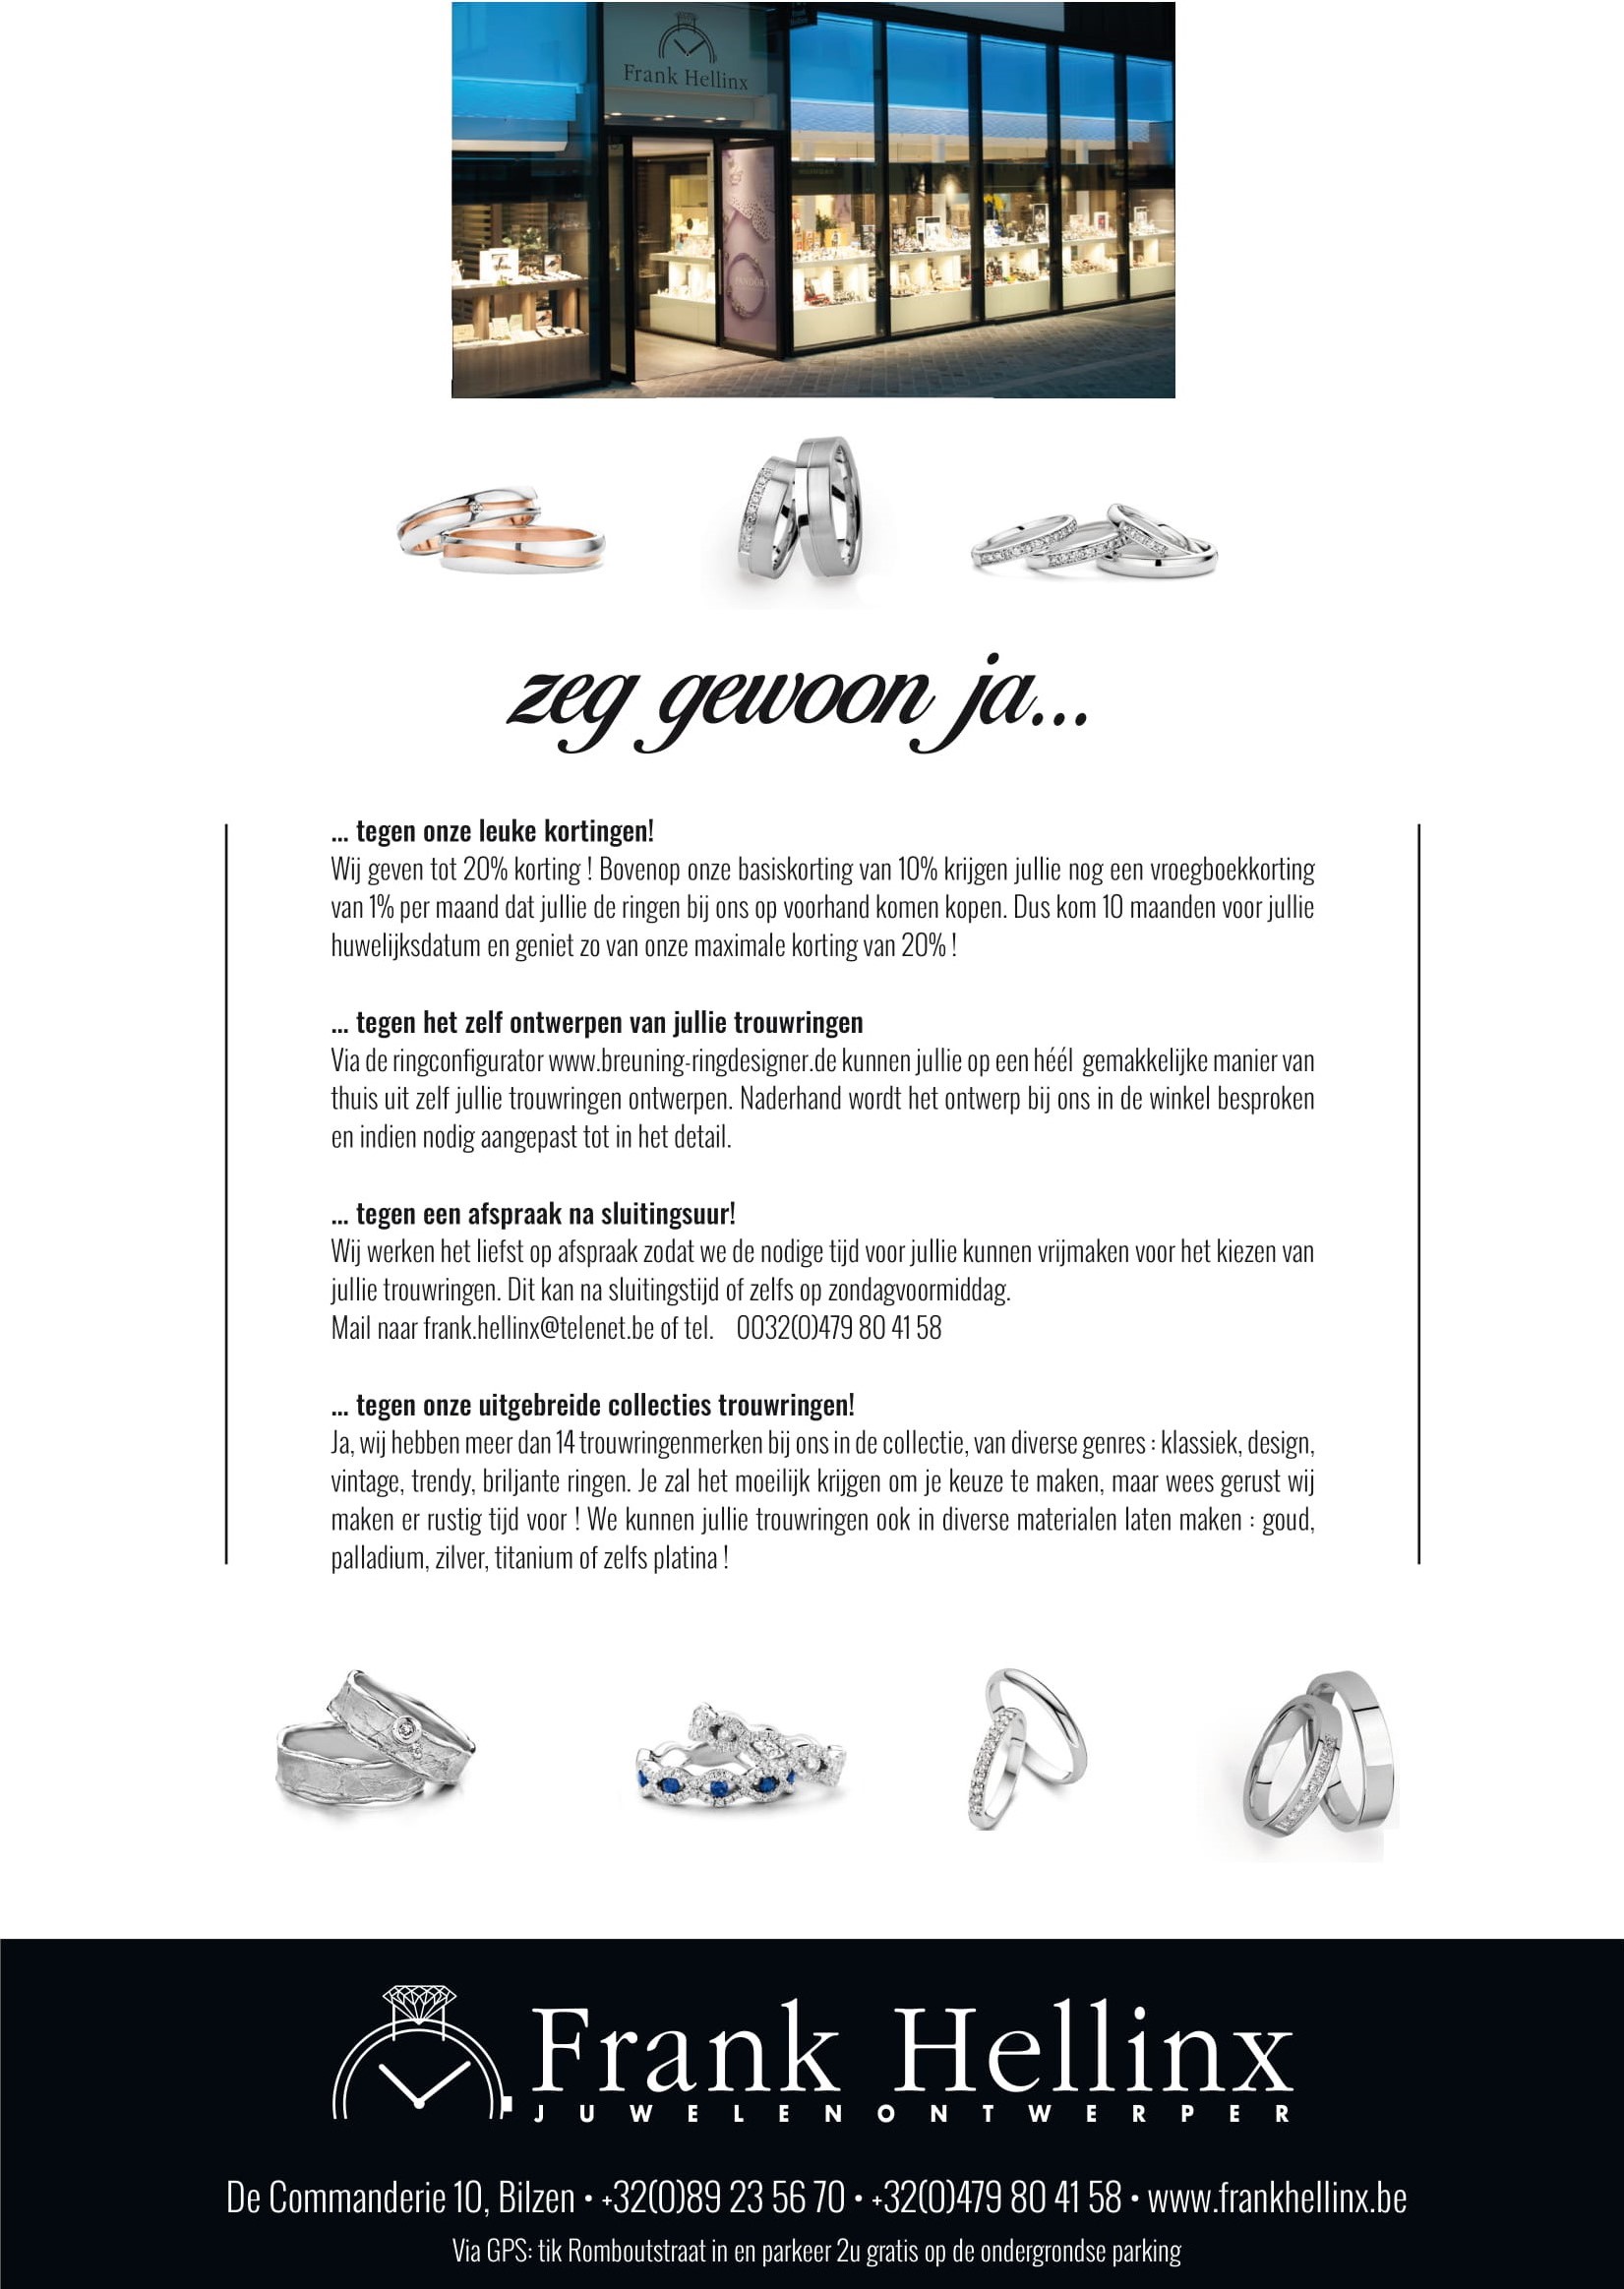 Frank Hellinx
PANDORA
zeg gewoon ja...
... tegen onze leuke kortingen!
Wij geven tot 20% korting ! Bovenop onze basiskorting van 10% krijgen jullie nog een vroegboekkorting
van 1% per maand dat jullie de ringen bij ons op voorhand komen kopen. Dus kom 10 maanden voor jullie
huwelijksdatum en geniet zo van onze maximale korting van 20% !
... tegen het zelf ontwerpen van jullie trouwringen
Via de ringconfigurator www.breuning-ringdesigner.de kunnen jullie op een héél gemakkelijke manier van
thuis uit zelf jullie trouwringen ontwerpen. Naderhand wordt het ontwerp bij ons in de winkel besproken
en indien nodig aangepast tot in het detail.
... tegen een afspraak na sluitingsuur!
Wij werken het liefst op afspraak zodat we de nodige tijd voor jullie kunnen vrijmaken voor het kiezen van
jullie trouwringen. Dit kan na sluitingstijd of zelfs op zondagvoormiddag.
Mail naar frank.hellinx@telenet.be of tel. 0032(0)479 80 41 58
... tegen onze uitgebreide collecties trouwringen!
Ja, wij hebben meer dan 14 trouwringenmerken bij ons in de collectie, van diverse genres : klassiek, design,
vintage, trendy, briljante ringen. Je zal het moeilijk krijgen om je keuze te maken, maar wees gerust wij
maken er rustig tijd voor ! We kunnen jullie trouwringen ook in diverse materialen laten maken : goud,
palladium, zilver, titanium of zelfs platina !
Frank Hellinx
JUWELENONTWERPER
De Commanderie 10, Bilzen • +32(0)89 23 56 70 • +32(0)479 80 41 58 • www.frankhellinx.be
Via GPS: tik Romboutstraat in en parkeer 2u gratis op de ondergrondse parking